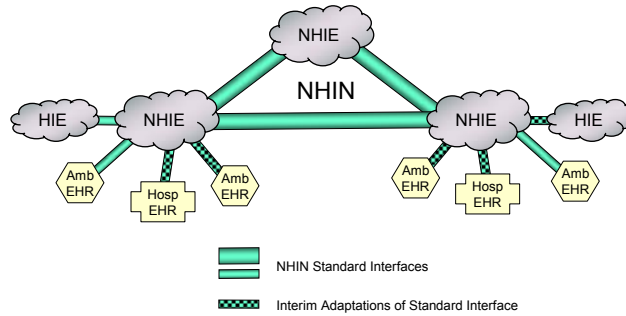 NHIE
NHIN
HIE
NHIE
NHIE
HIE
Amb
EHR
Hosp
EHR
Amb
EHR
Amb
EHR
Hosp
EHR
Amb
EHR
NHIN Standard Interfaces
Interim Adaptations of Standard Interface